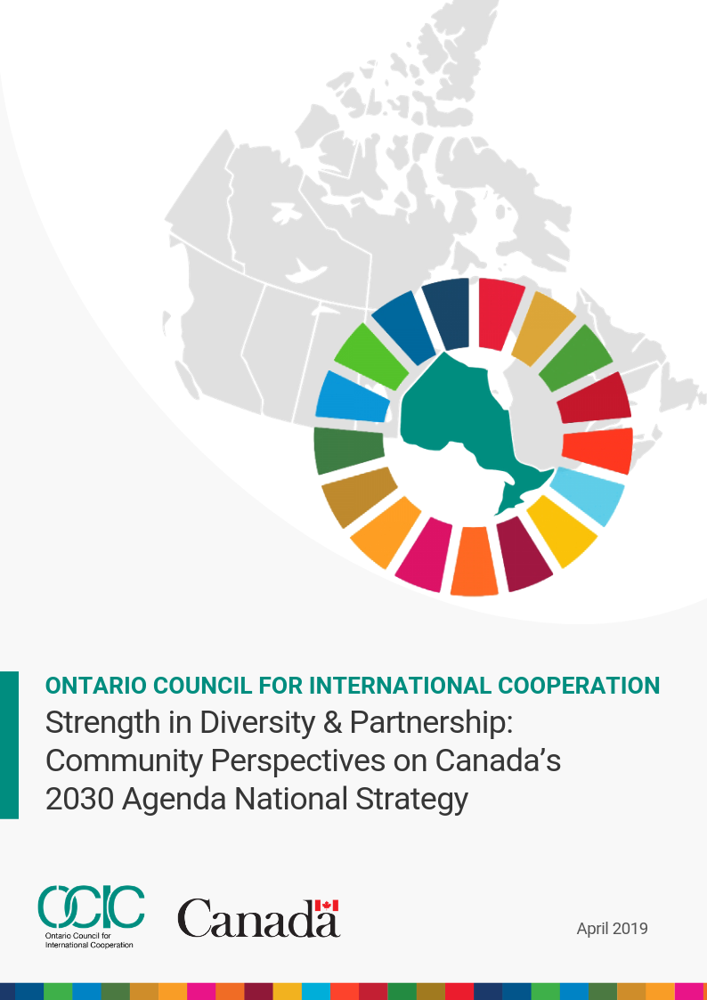 ONTARIO COUNCIL FOR INTERNATIONAL COOPERATION
Strength in Diversity & Partnership:
Community Perspectives on Canada’s
2030 Agenda National Strategy
OCIC
Ontario Council for
International Cooperation
Canada
April 2019